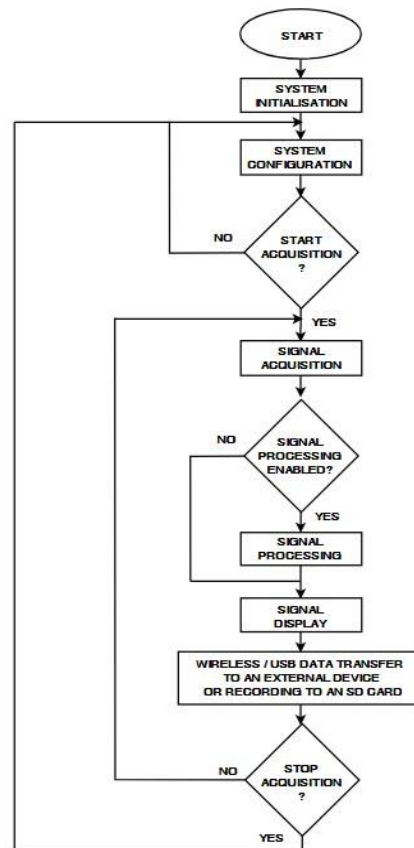 START
SYSTEM
INITIALISATION
SYSTEM
CONFIGURATION
NO
START
ACQUISITION
?
YES
SIGNAL
ACQUISITION
NO
SIGNAL
PROCESSING
ENABLED?
YES
SIGNAL
PROCESSING
SIGNAL
DISPLAY
WIRELESS / USB DATA TRANSFER
TO AN EXTERNAL DEVICE
OR RECORDING TO AN SD CARD
NO
STOP
ACQUISITION
?
YES